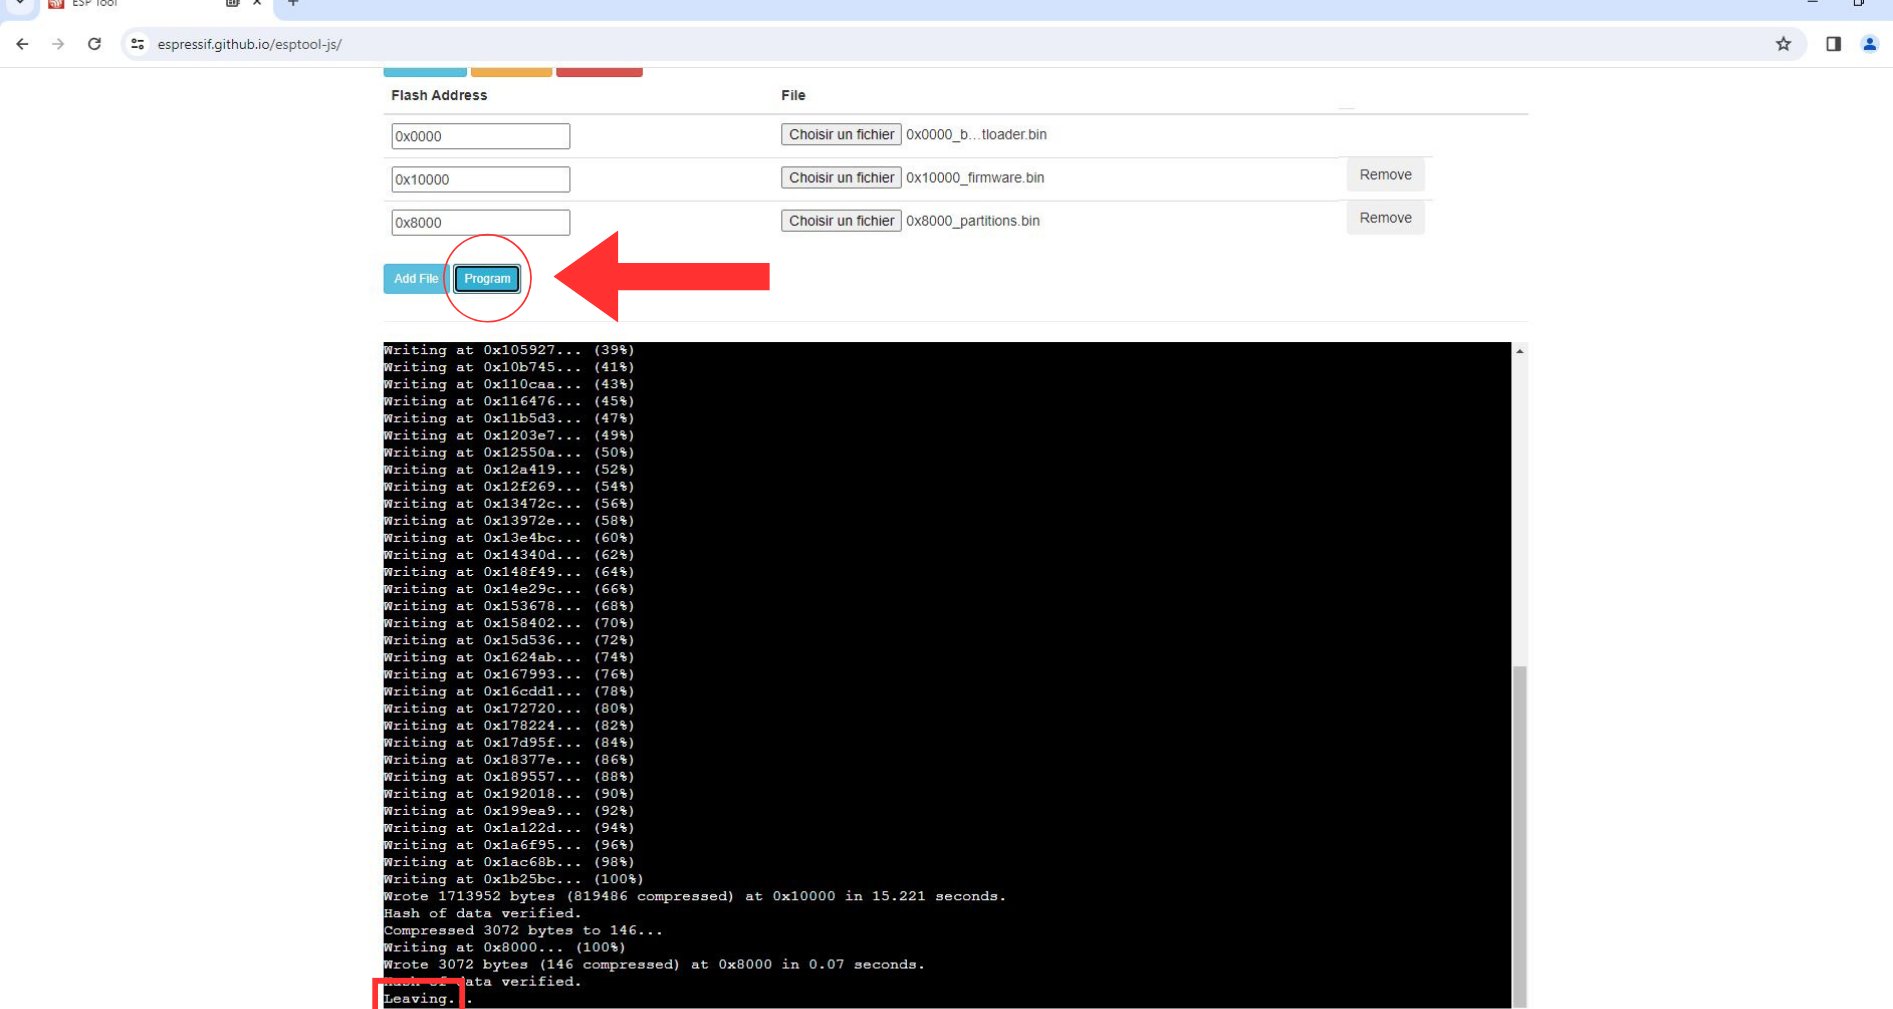 ESP Tool
espressif.github.io/esptool-js/
Flash Address File
0x0000 Choisir un fichier 0x0000_b…tloader.bin
0x10000 Choisir un fichier 0x10000_firmware.bin Remove
0x8000 Choisir un fichier 0x8000_partitions.bin Remove
Add File Program
Writing at 0x105927... (39%)
Writing at 0x10b745... (41%)
Writing at 0x110caa... (43%)
Writing at 0x116476... (45%)
Writing at 0x11b5d3... (47%)
Writing at 0x1203e7... (49%)
Writing at 0x12550a... (50%)
Writing at 0x12a419... (52%)
Writing at 0x12f269... (54%)
Writing at 0x13472c... (56%)
Writing at 0x13972e... (58%)
Writing at 0x13e4bc... (60%)
Writing at 0x14340d... (62%)
Writing at 0x148f49... (64%)
Writing at 0x14e29c... (66%)
Writing at 0x153678... (68%)
Writing at 0x158402... (70%)
Writing at 0x15d536... (72%)
Writing at 0x1624ab... (74%)
Writing at 0x167993... (76%)
Writing at 0x16cdd1... (78%)
Writing at 0x172720... (80%)
Writing at 0x178224... (82%)
Writing at 0x17d95f... (84%)
Writing at 0x18377e... (86%)
Writing at 0x189557... (88%)
Writing at 0x192018... (90%)
Writing at 0x199ea9... (92%)
Writing at 0x1a122d... (94%)
Writing at 0x1a6f95... (96%)
Writing at 0x1ac68b... (98%)
Writing at 0x1b25bc... (100%)
Wrote 1713952 bytes (819486 compressed) at 0x10000 in 15.221 seconds.
Hash of data verified.
Compressed 3072 bytes to 146...
Writing at 0x8000... (100%)
Wrote 3072 bytes (146 compressed) at 0x8000 in 0.07 seconds.
Hash of data verified.
Leaving...